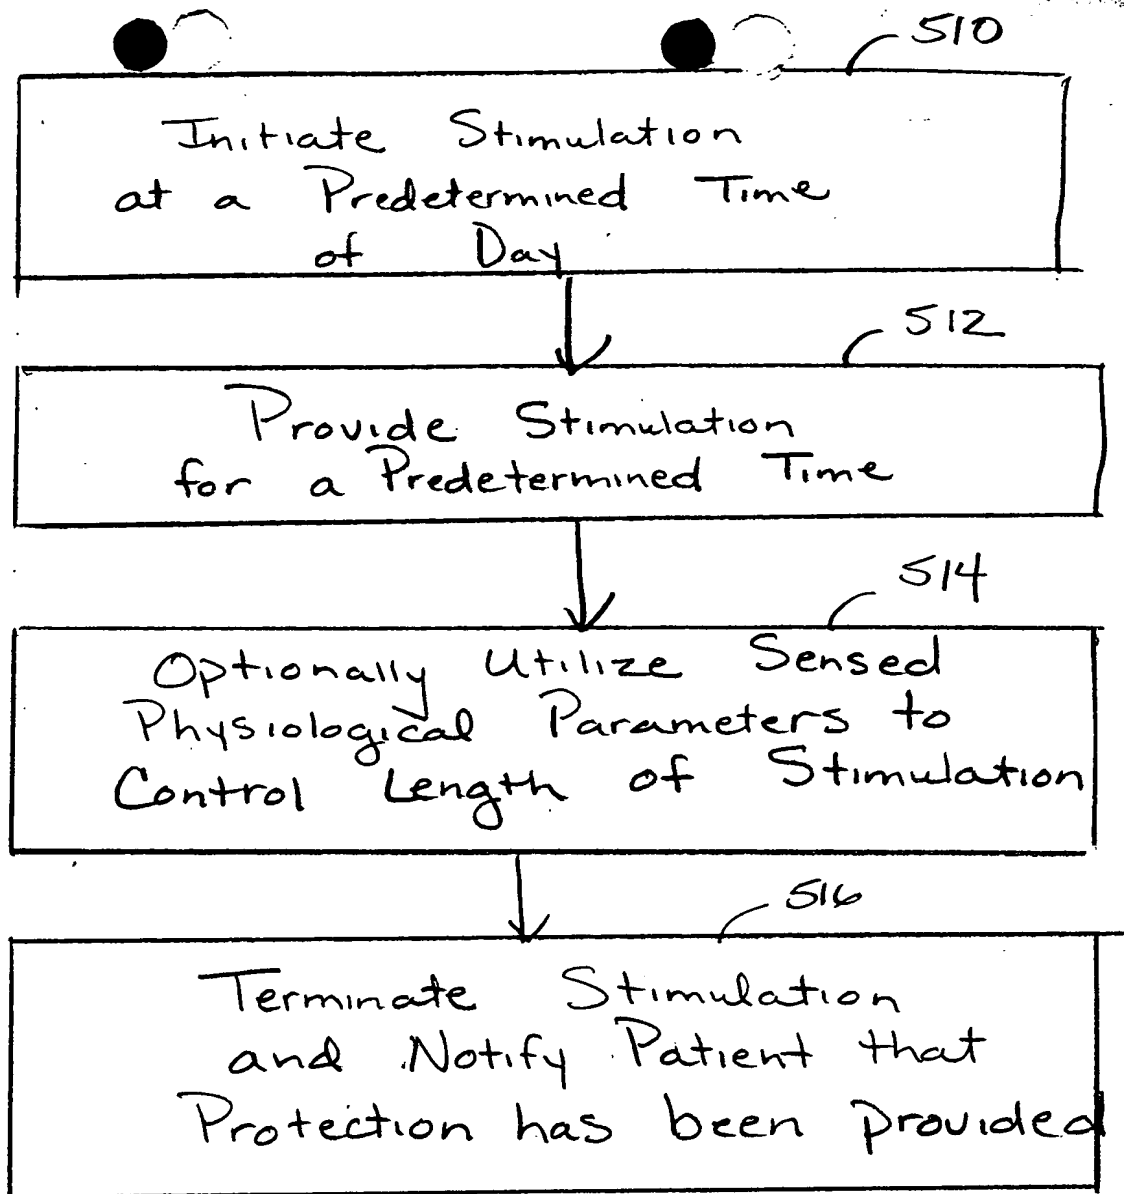 510
Initiate Stimulation
at a Predetermined Time
of Day
512
Provide Stimulation
for a Predetermined Time
514
Optionally Utilize Sensed
Physiological Parameters to
Control Length of Stimulation
516
Terminate Stimulation
and Notify Patient that
Protection has been provided